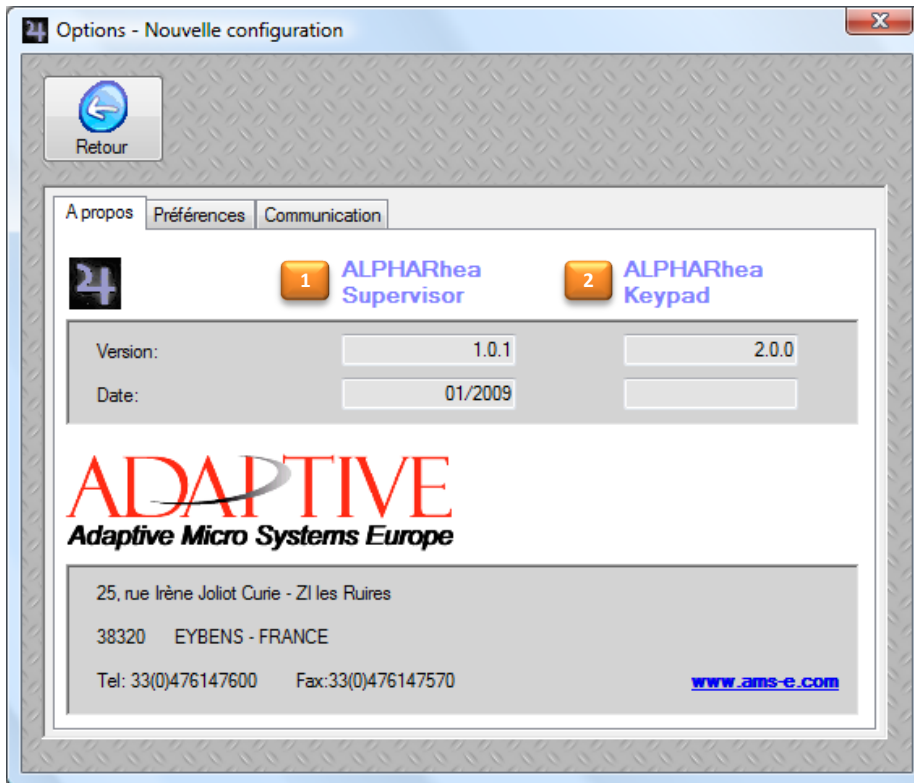 Options - Nouvelle configuration
Retour
A propos
Préférences
Communication
1
ALPHARhea
Supervisor
2
ALPHARhea
Keypad
Version:
1.0.1
2.0.0
Date:
01/2009
ADAPTIVE
Adaptive Micro Systems Europe
25, rue Irène Joliot Curie - ZI les Ruires
38320 EYBENS - FRANCE
Tel: 33(0)476147600 Fax:33(0)476147570
www.ams-e.com